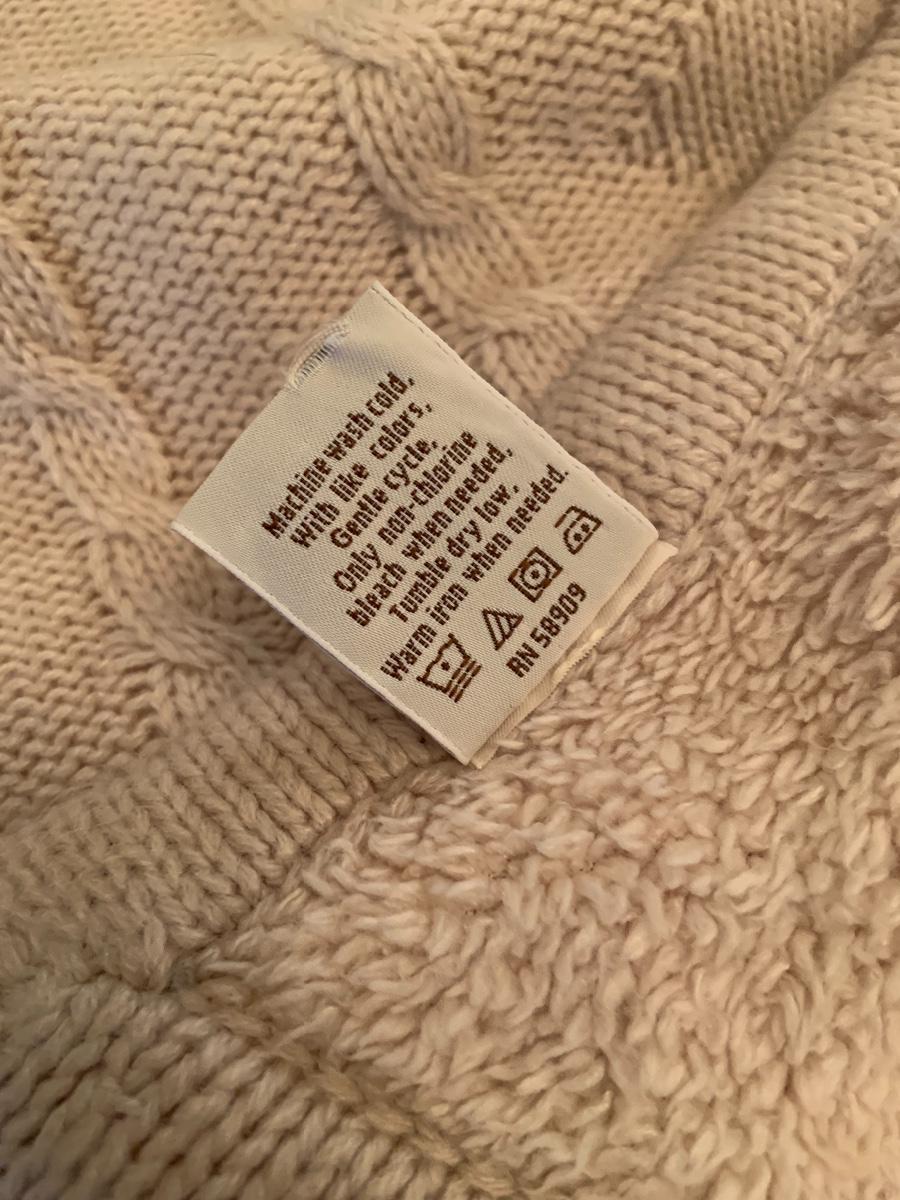 Machine wash cold,
With like colors,
Gentle cycle,
Only non-chlorine
bleach when needed,
Tumble dry low,
Warm iron when needed.
RN 58909